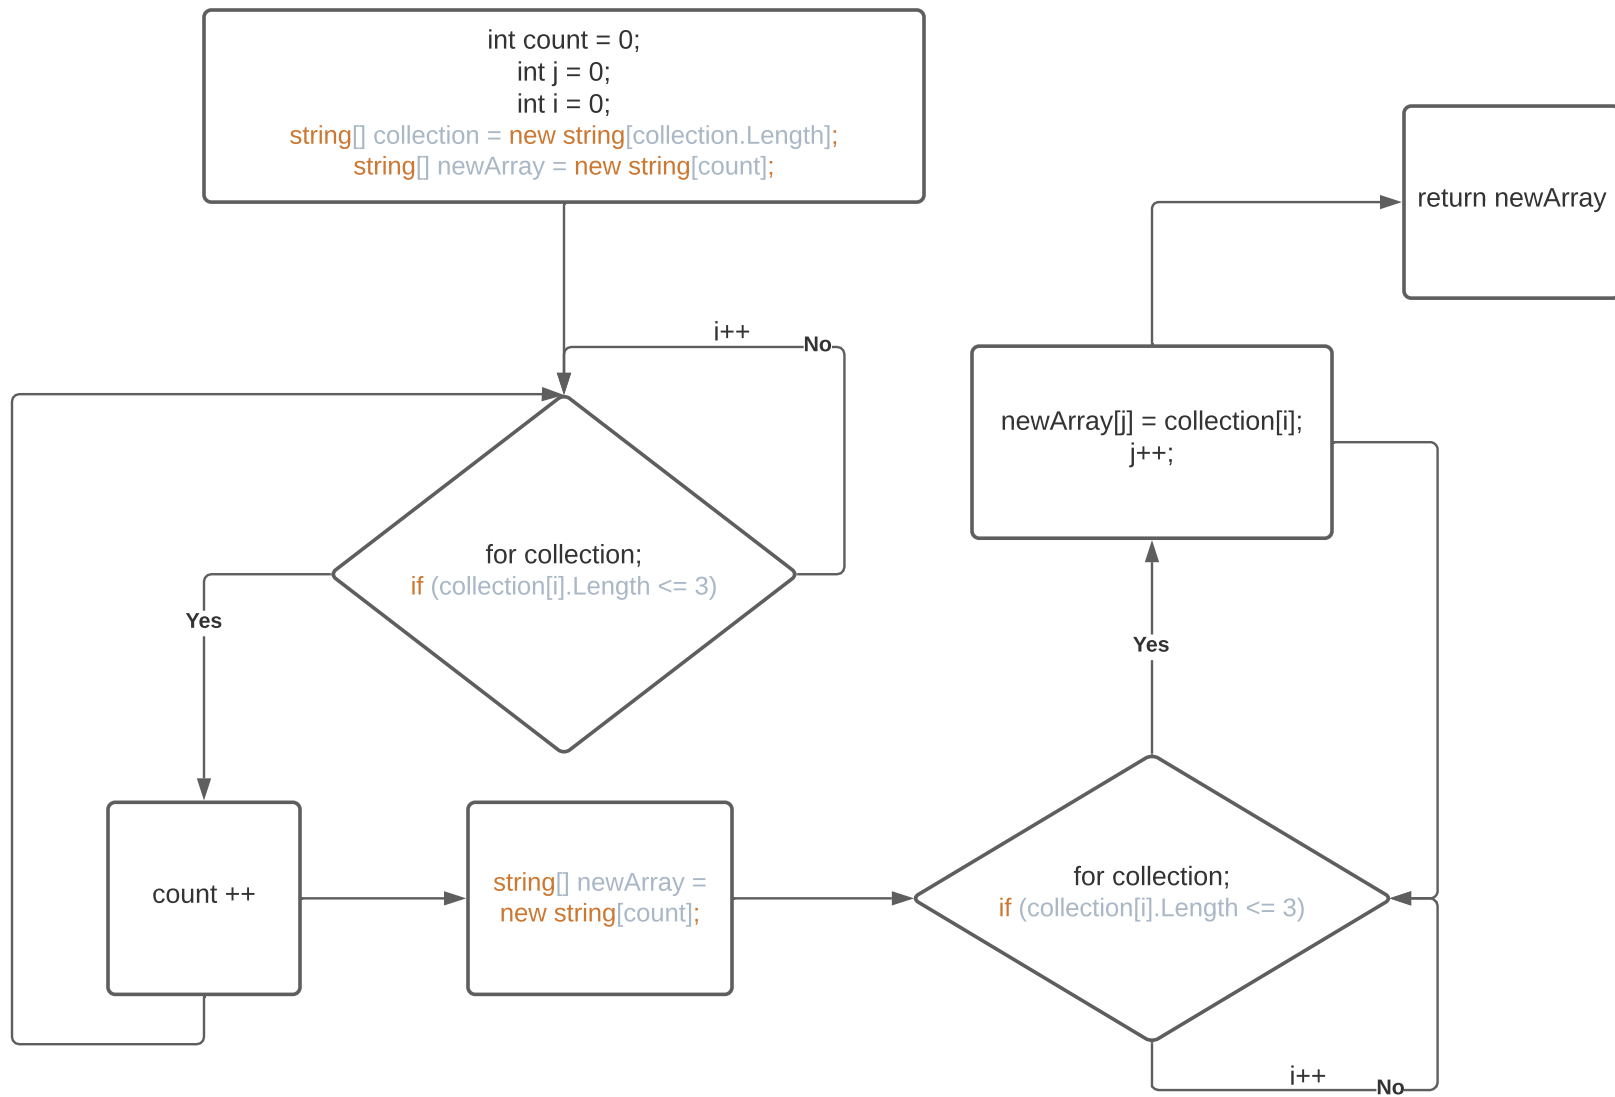 int count = 0;
int j = 0;
int i = 0;
string[] collection = new string[collection.Length];
string[] newArray = new string[count];
return newArray
i++
No
newArray[j] = collection[i];
j++;
for collection;
if (collection[i].Length <= 3)
Yes
Yes
count ++
string[] newArray =
new string[count];
for collection;
if (collection[i].Length <= 3)
i++
No